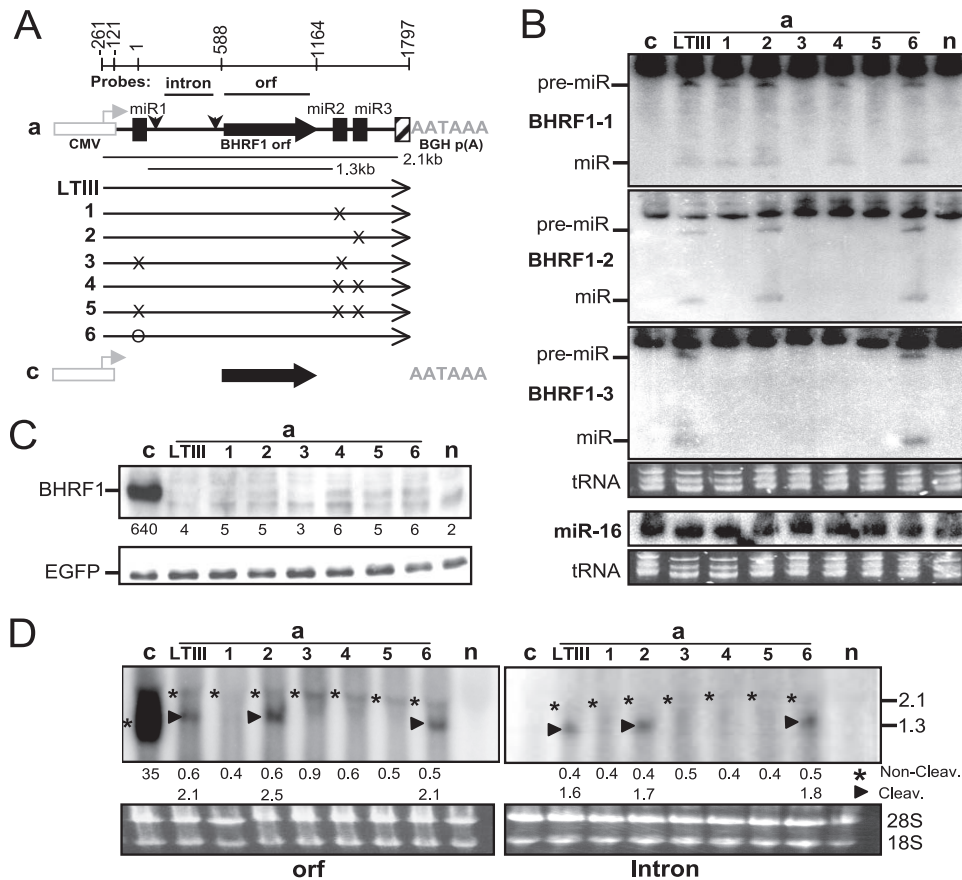 A
-261
-121
1
588
1164
1797
Probes: intron orf
miR1 miR2 miR3
a
CMV BHRF1 orf AATAAA
BGH p(A)
2.1kb
1.3kb
LTIII
1
X
2
X
3
X X
4
X X
5
X X X
6
O
c AATAAA
B
a
c LTIII 1 2 3 4 5 6 n
pre-miR
BHRF1-1
miR
pre-miR
BHRF1-2
miR
pre-miR
BHRF1-3
miR
tRNA
miR-16
tRNA
C
a
c LTIII 1 2 3 4 5 6 n
BHRF1
640 4 5 5 3 6 5 6 2
EGFP
D
a
c LTIII 1 2 3 4 5 6 n
* * * * * * * *
35 0.6 0.4 0.6 0.9 0.6 0.5 0.5
2.1 2.5 2.1
orf
a
c LTIII 1 2 3 4 5 6 n
* * * * * * *
2.1
1.3
0.4 0.4 0.4 0.5 0.4 0.4 0.5 * Non-Cleav.
1.6 1.7 1.8 Cleav.
28S
18S
Intron